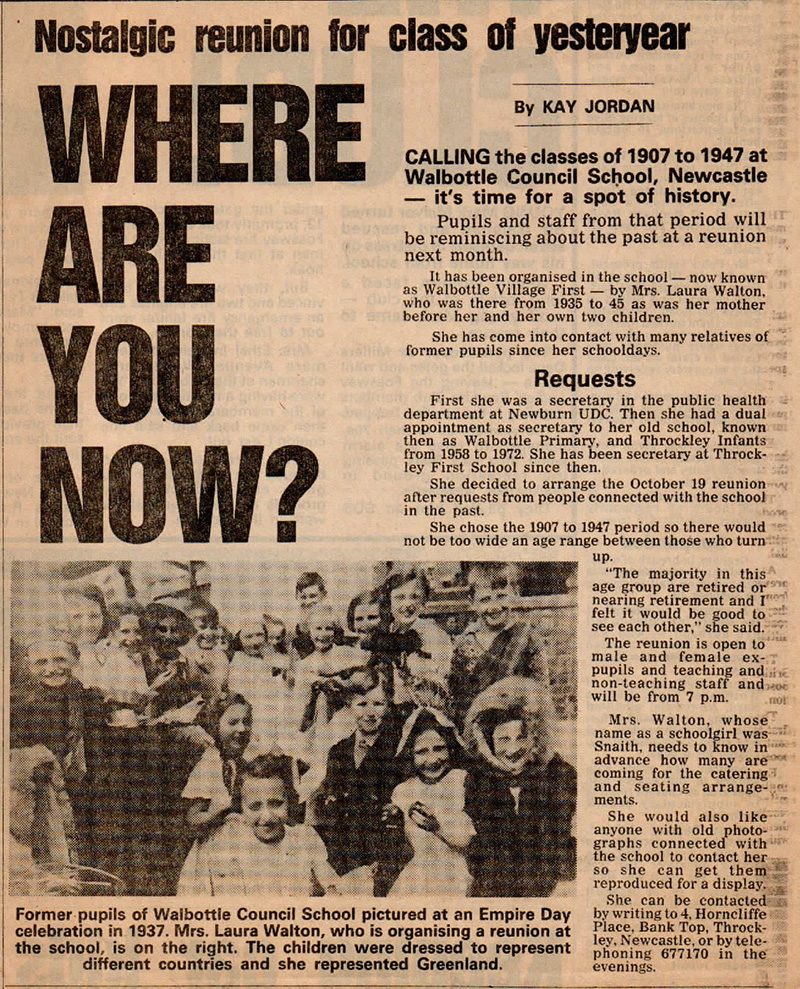 Nostalgic reunion for class of yesteryear
WHERE
ARE
YOU
NOW?
By KAY JORDAN
CALLING the classes of 1907 to 1947 at
Walbottle Council School, Newcastle
— it's time for a spot of history.
Pupils and staff from that period will
be reminiscing about the past at a reunion
next month.
It has been organised in the school — now known
as Walbottle Village First — by Mrs. Laura Walton,
who was there from 1935 to 45 as was her mother
before her and her own two children.
She has come into contact with many relatives of
former pupils since her schooldays.
Requests
First she was a secretary in the public health
department at Newburn UDC. Then she had a dual
appointment as secretary to her old school, known
then as Walbottle Primary, and Throckley Infants
from 1958 to 1972. She has been secretary at Throck-
ley First School since then.
She decided to arrange the October 19 reunion
after requests from people connected with the school
in the past.
She chose the 1907 to 1947 period so there would
not be too wide an age range between those who turn
up.
"The majority in this
age group are retired or
nearing retirement and I
felt it would be good to
see each other," she said.
The reunion is open to
male and female ex-
pupils and teaching and
non-teaching staff and
will be from 7 p.m.
Mrs. Walton, whose
name as a schoolgirl was
Snaith, needs to know in
advance how many are
coming for the catering
and seating arrange-
ments.
She would also like
anyone with old photo-
graphs connected with
the school to contact her
so she can get them
reproduced for a display.
She can be contacted
by writing to 4, Horncliffe
Place, Bank Top, Throck-
ley, Newcastle, or by tele-
phoning 677170 in the
evenings.
Former pupils of Walbottle Council School pictured at an Empire Day
celebration in 1937. Mrs. Laura Walton, who is organising a reunion at
the school, is on the right. The children were dressed to represent
different countries and she represented Greenland.